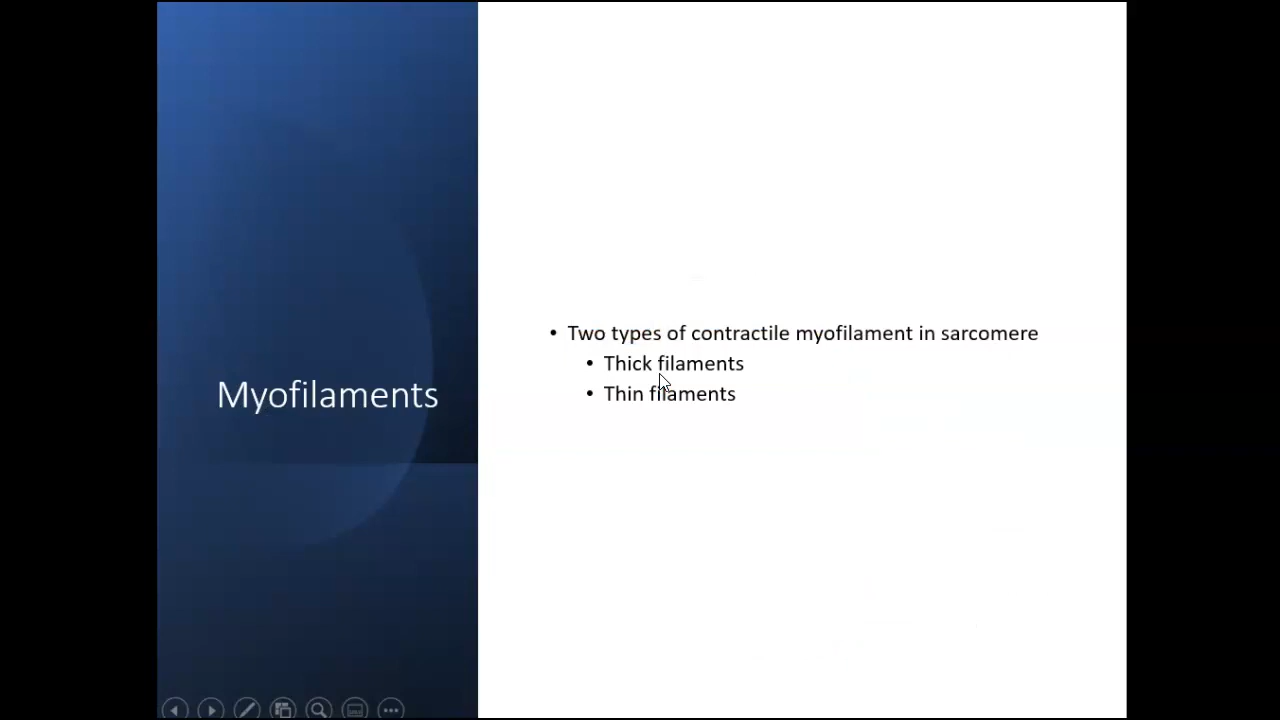 Myofilaments
• Two types of contractile myofilament in sarcomere
• Thick filaments
• Thin filaments